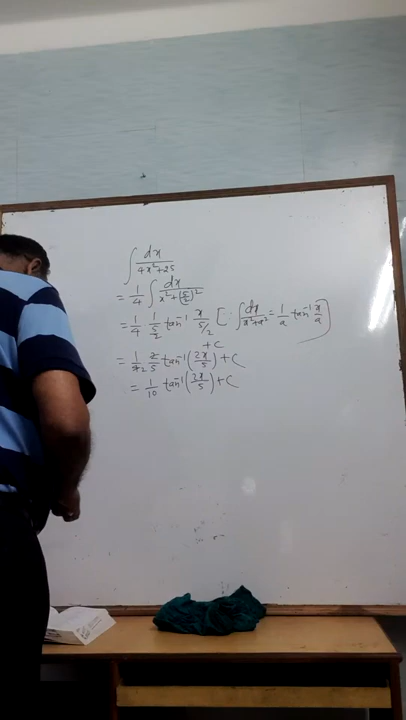 ∫ dx/(4x²+25)
= 1/4 ∫ dx/(x²+(5/2)²)
= 1/4 1/(5/2) tan⁻¹ x/(5/2) [∵ ∫ dx/(x²+a²) = 1/a tan⁻¹ x/a]
+C
= 1/4₂ 2/5 tan⁻¹(2x/5)+C
= 1/10 tan⁻¹(2x/5)+C